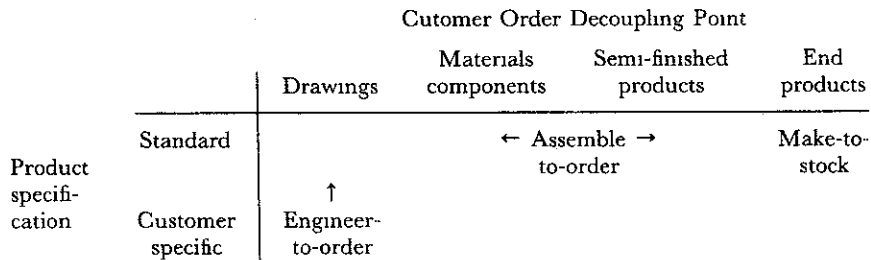 Cutomer Order Decoupling Point
Materials Semi-finished End
Drawings components products products
Standard ← Assemble → Make-to-
Product to-order stock
specifi- ↑
cation Customer Engineer-
specific to-order